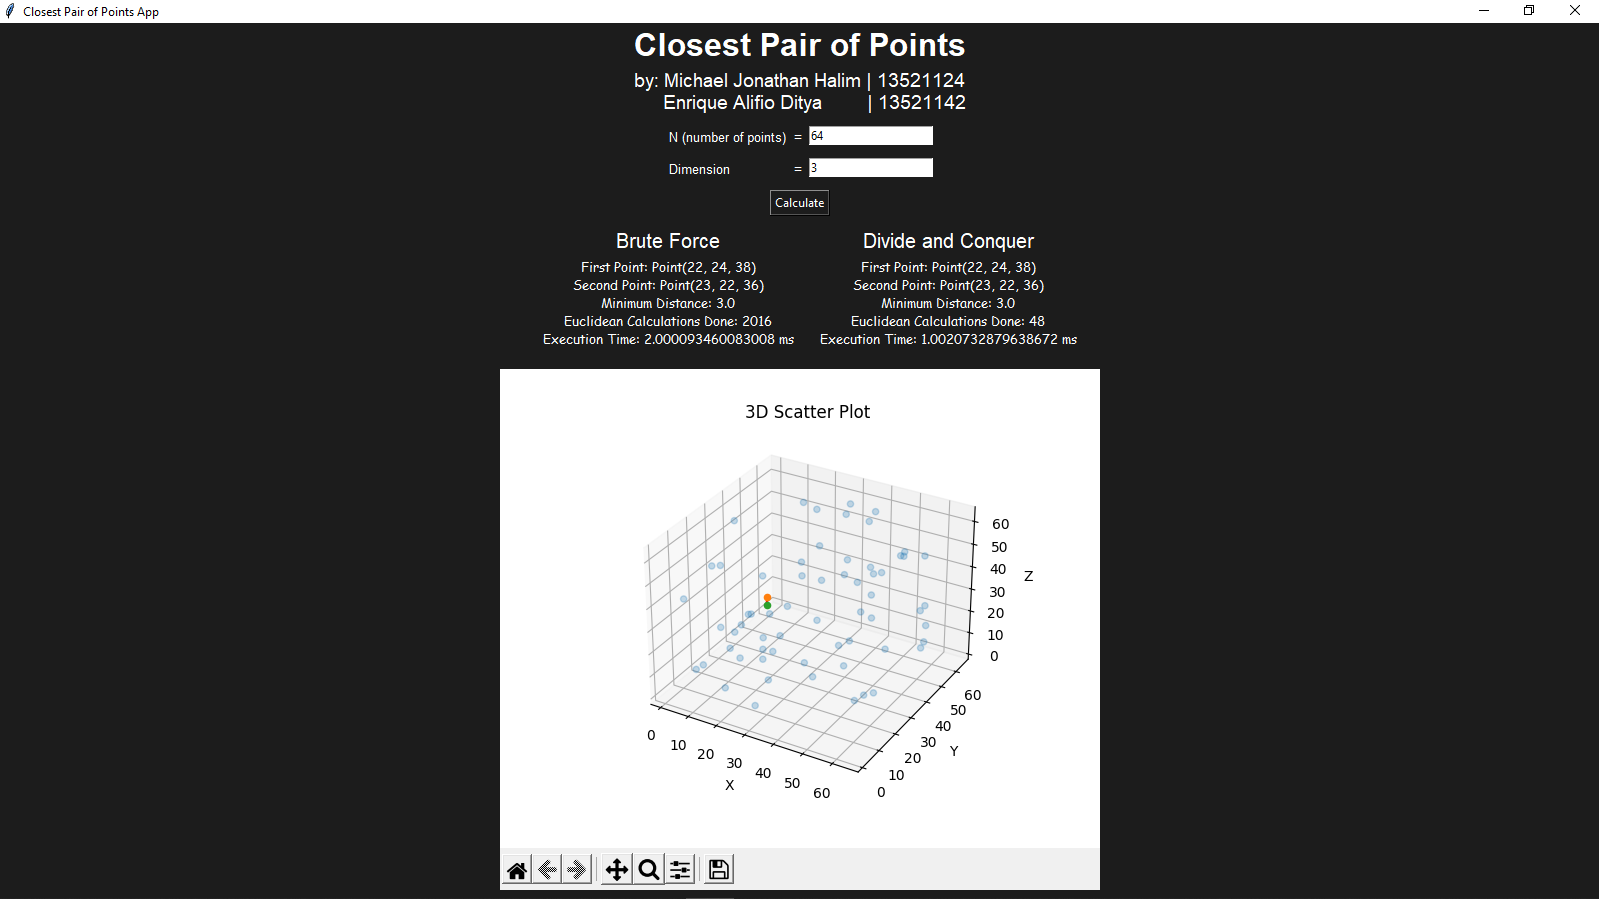 Closest Pair of Points App
Closest Pair of Points
by: Michael Jonathan Halim | 13521124
Enrique Alifio Ditya | 13521142
N (number of points) = 64
Dimension = 3
Calculate
Brute Force
First Point: Point(22, 24, 38)
Second Point: Point(23, 22, 36)
Minimum Distance: 3.0
Euclidean Calculations Done: 2016
Execution Time: 2.000093460083008 ms
Divide and Conquer
First Point: Point(22, 24, 38)
Second Point: Point(23, 22, 36)
Minimum Distance: 3.0
Euclidean Calculations Done: 48
Execution Time: 1.0020732879638672 ms
3D Scatter Plot
60
50
40
30
20
10
0
Z
60
50
40
30
20
10
0
Y
0
10
20
30
40
50
60
X